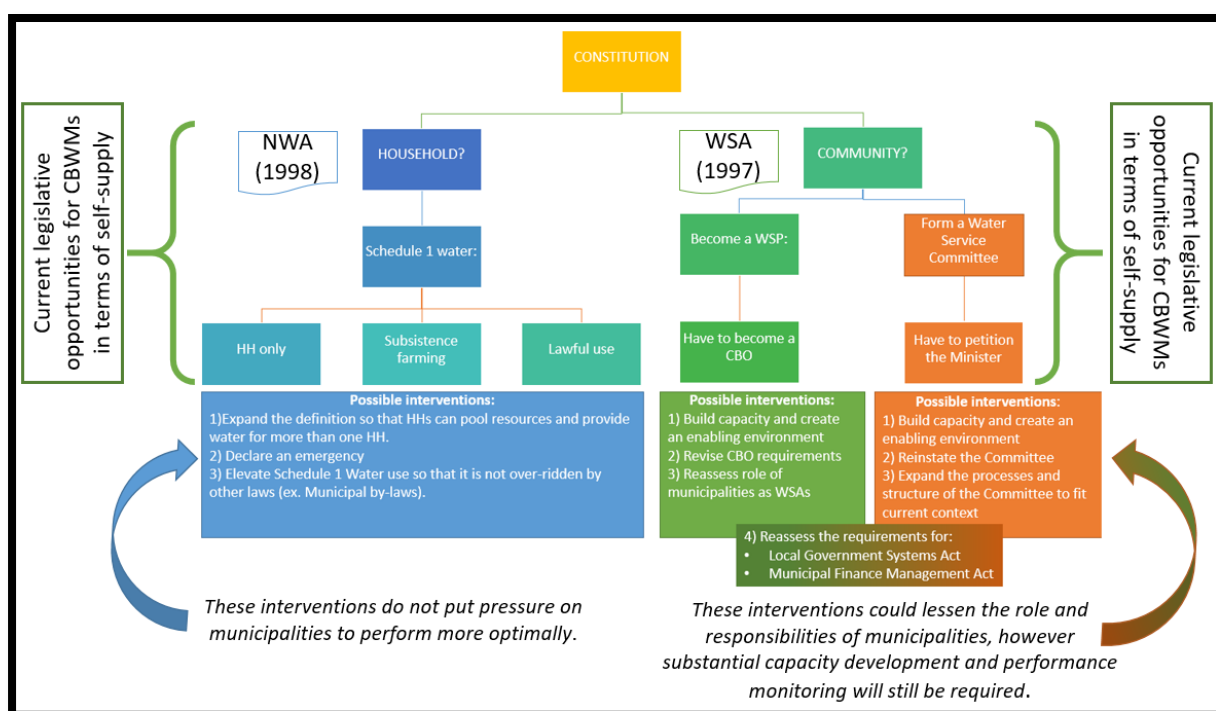 CONSTITUTION
Current legislative
opportunities for CBWMs
in terms of self-supply
NWA
(1998)
HOUSEHOLD?
WSA
(1997)
COMMUNITY?
Current legislative
opportunities for CBWMs
in terms of self-supply
Schedule 1 water:
Become a WSP:
Form a Water
Service
Committee
HH only
Subsistence
farming
Lawful use
Have to become a
CBO
Have to petition
the Minister
Possible interventions:
1)Expand the definition so that HHs can pool resources and provide
water for more than one HH.
2) Declare an emergency
3) Elevate Schedule 1 Water use so that it is not over-ridden by
other laws (ex. Municipal by-laws).
Possible interventions:
1) Build capacity and create
an enabling environment
2) Revise CBO requirements
3) Reassess role of
municipalities as WSAs
Possible interventions:
1) Build capacity and create an
enabling environment
2) Reinstate the Committee
3) Expand the processes and
structure of the Committee to fit
current context
4) Reassess the requirements for:
• Local Government Systems Act
• Municipal Finance Management Act
These interventions do not put pressure on
municipalities to perform more optimally.
These interventions could lessen the role and
responsibilities of municipalities, however
substantial capacity development and performance
monitoring will still be required.